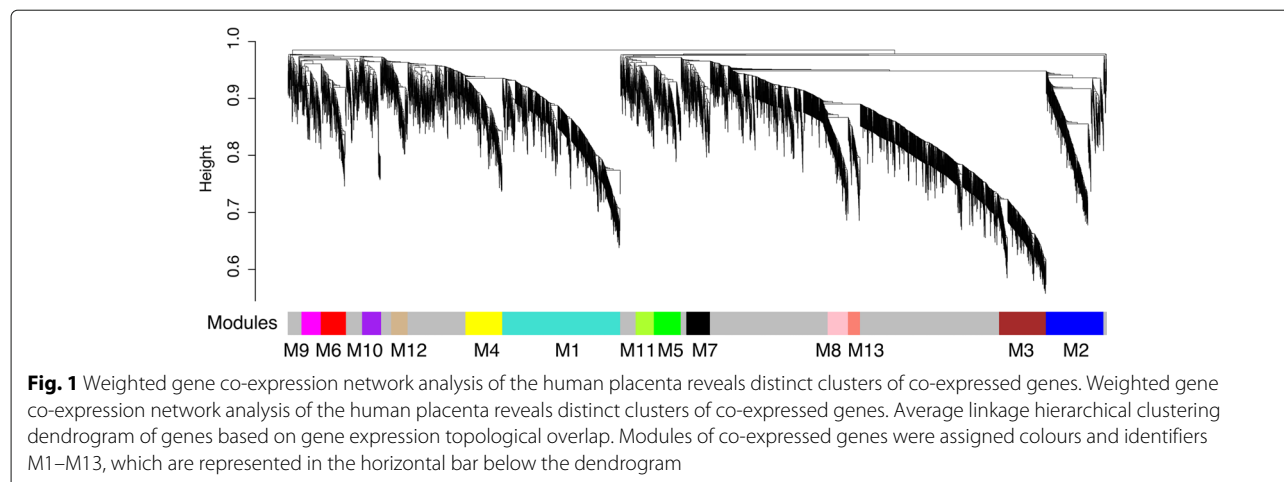 1.0
0.9
0.8
0.7
0.6
Height
Modules
M9 M6 M10 M12 M4 M1 M11 M5 M7 M8 M13 M3 M2
Fig. 1 Weighted gene co-expression network analysis of the human placenta reveals distinct clusters of co-expressed genes. Weighted gene
co-expression network analysis of the human placenta reveals distinct clusters of co-expressed genes. Average linkage hierarchical clustering
dendrogram of genes based on gene expression topological overlap. Modules of co-expressed genes were assigned colours and identifiers
M1–M13, which are represented in the horizontal bar below the dendrogram